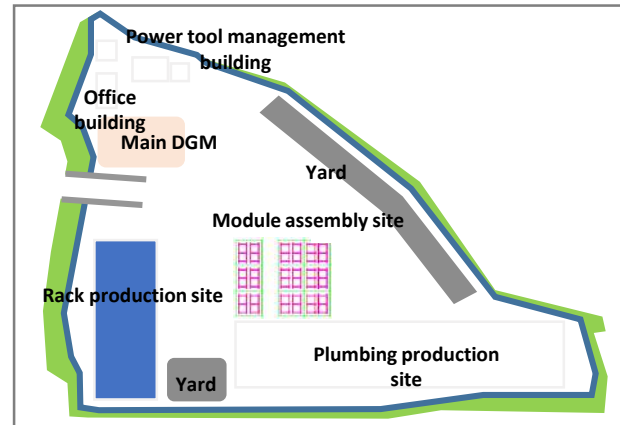 Power tool management
building
Office
building
Main DGM
Yard
Module assembly site
Rack production site
Plumbing production
site
Yard